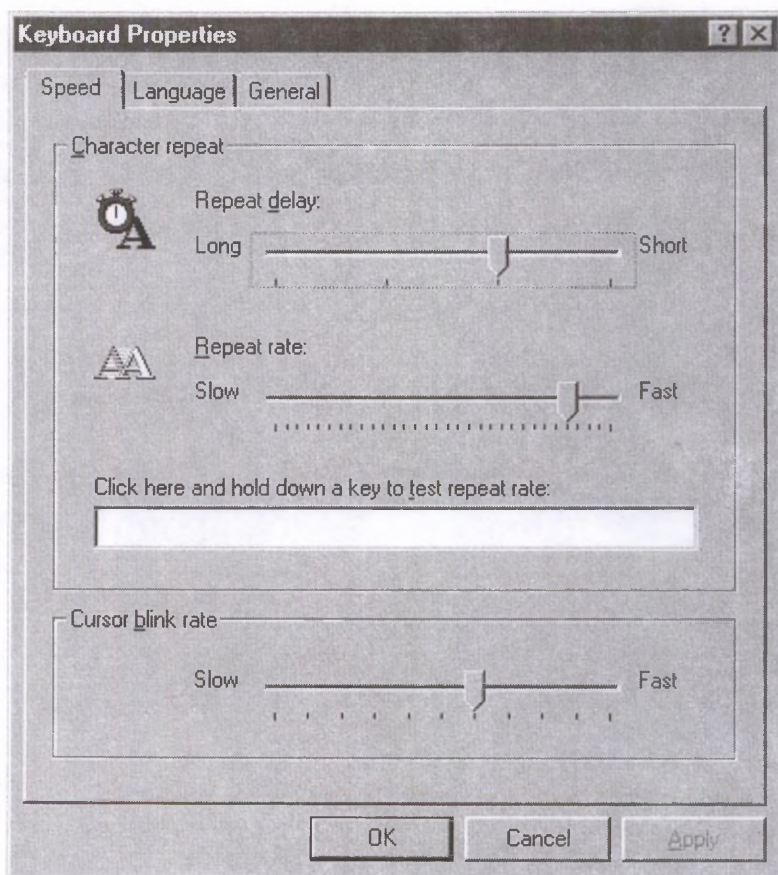 Keyboard Properties
Speed Language General
Character repeat
Repeat delay:
Long Short
Repeat rate:
Slow Fast
Click here and hold down a key to test repeat rate:
Cursor blink rate
Slow Fast
OK Cancel Apply